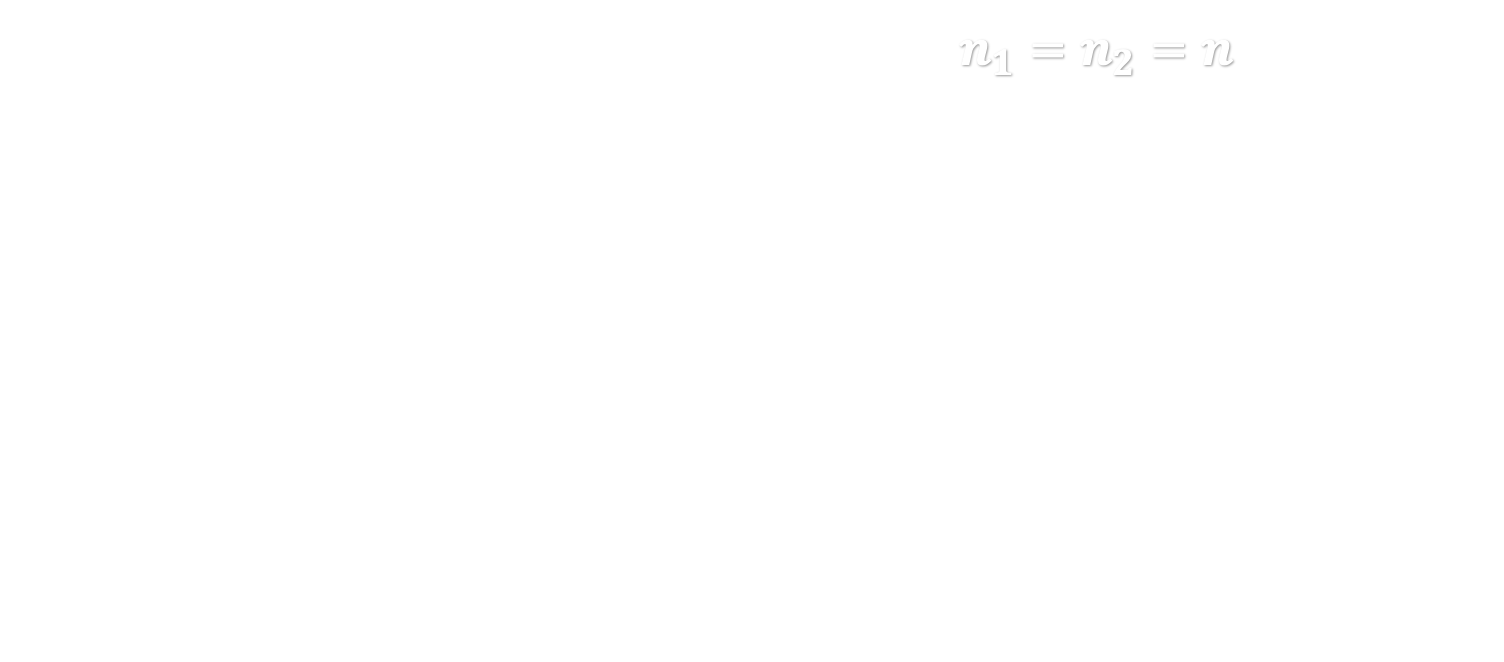 n₁ = n₂ = n